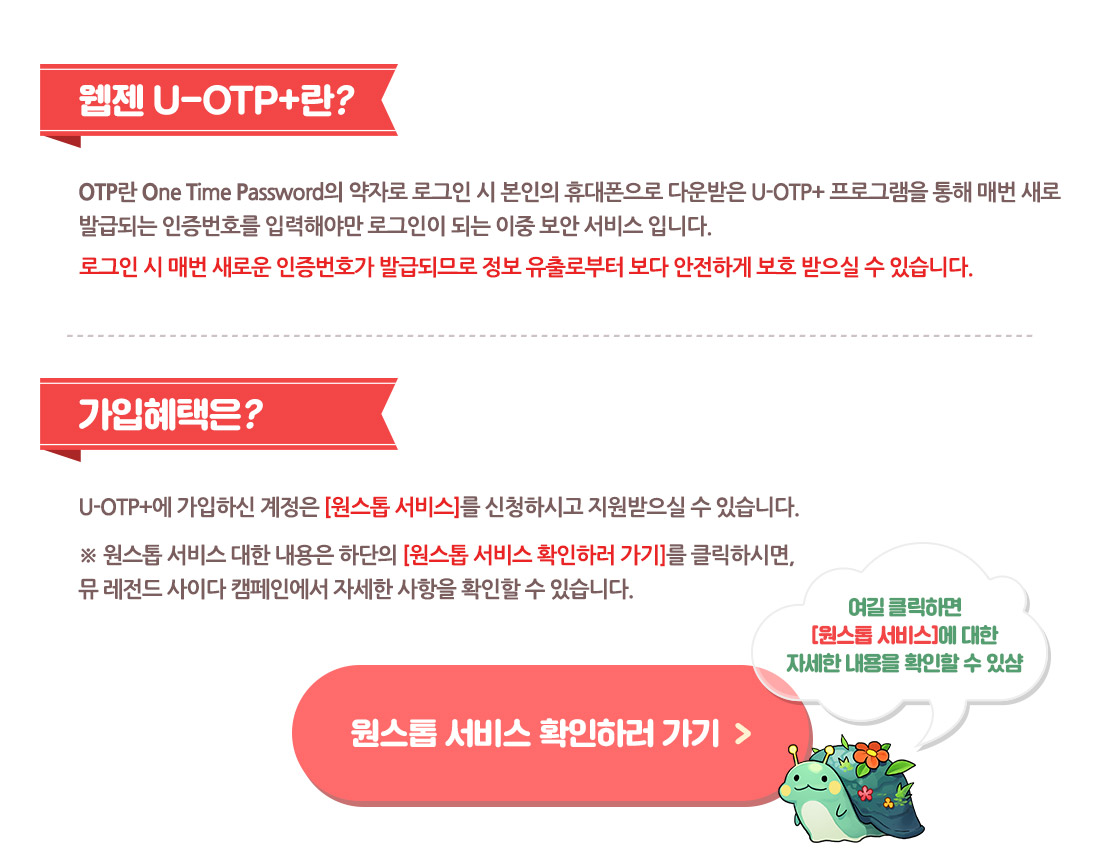 웹젠 U-OTP+란?
OTP란 One Time Password의 약자로 로그인 시 본인의 휴대폰으로 다운받은 U-OTP+ 프로그램을 통해 매번 새로
발급되는 인증번호를 입력해야만 로그인이 되는 이중 보안 서비스 입니다.
로그인 시 매번 새로운 인증번호가 발급되므로 정보 유출로부터 보다 안전하게 보호 받으실 수 있습니다.
가입혜택은?
U-OTP+에 가입하신 계정은 [원스톱 서비스]를 신청하시고 지원받으실 수 있습니다.
※ 원스톱 서비스 대한 내용은 하단의 [원스톱 서비스 확인하러 가기]를 클릭하시면,
뮤 레전드 사이다 캠페인에서 자세한 사항을 확인할 수 있습니다.
여길 클릭하면
[원스톱 서비스]에 대한
자세한 내용을 확인할 수 있샴
원스톱 서비스 확인하러 가기 >